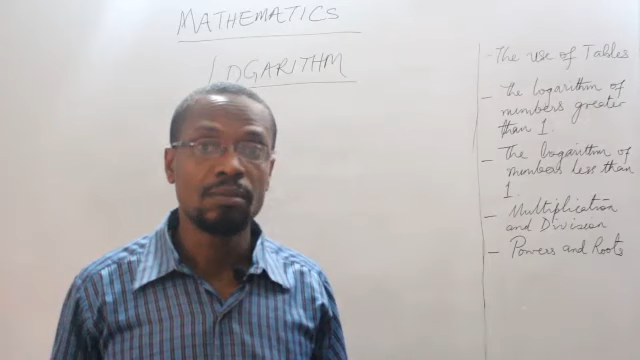 MATHEMATICS
LOGARITHM
- The use of Tables
- The logarithm of
numbers greater
than 1.
- The logarithm of
numbers less than
1.
- Multiplication
and Division
- Powers and Roots